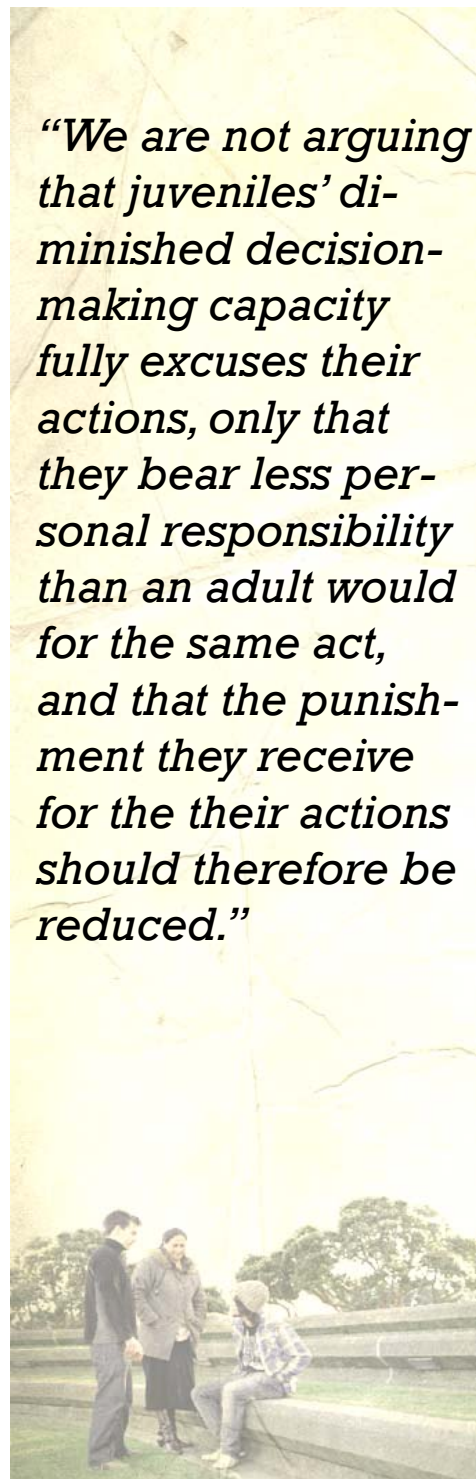 “We are not arguing
that juveniles’ di-
minished decision-
making capacity
fully excuses their
actions, only that
they bear less per-
sonal responsibility
than an adult would
for the same act,
and that the punish-
ment they receive
for the their actions
should therefore be
reduced.”